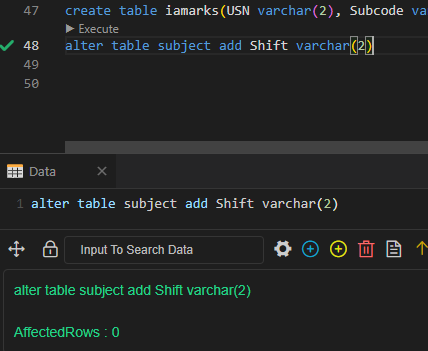 47 create table iamarks(USN varchar(2), Subcode va
Execute
48 alter table subject add Shift varchar(2)
49
50
Data
1 alter table subject add Shift varchar(2)
Input To Search Data
alter table subject add Shift varchar(2)
AffectedRows : 0